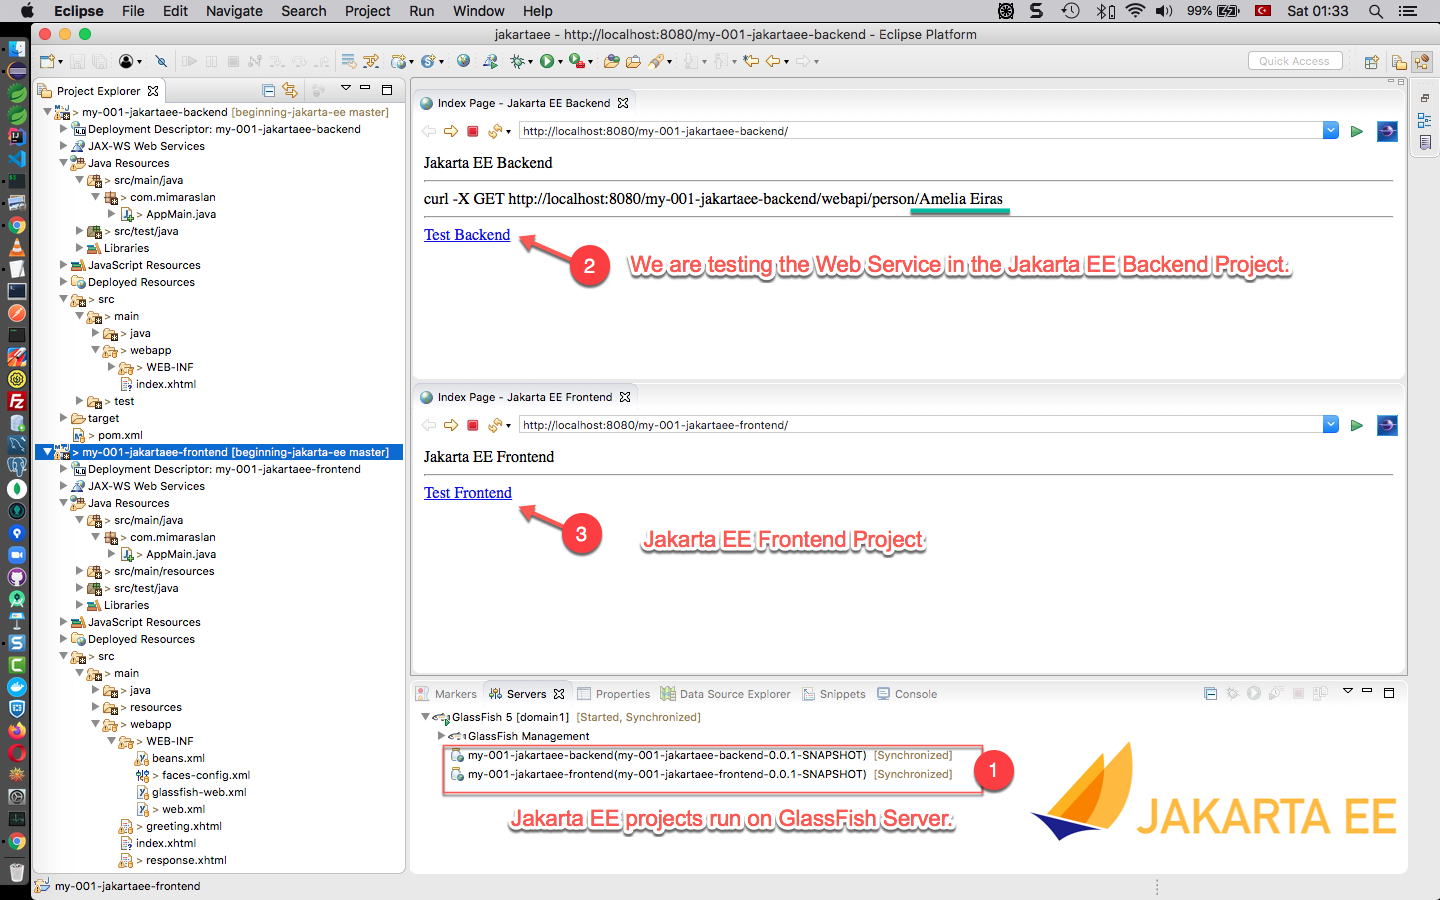 Eclipse File Edit Navigate Search Project Run Window Help 99% Sat 01:33
jakartaee - http://localhost:8080/my-001-jakartaee-backend - Eclipse Platform
Quick Access
Project Explorer
> my-001-jakartaee-backend [beginning-jakarta-ee master]
Deployment Descriptor: my-001-jakartaee-backend
JAX-WS Web Services
Java Resources
> src/main/java
> com.mimaraslan
> AppMain.java
> src/test/java
Libraries
JavaScript Resources
Deployed Resources
> src
> main
> java
> webapp
> WEB-INF
index.xhtml
> test
target
> pom.xml
> my-001-jakartaee-frontend [beginning-jakarta-ee master]
Deployment Descriptor: my-001-jakartaee-frontend
JAX-WS Web Services
Java Resources
> src/main/java
> com.mimaraslan
> AppMain.java
> src/main/resources
> src/test/java
Libraries
JavaScript Resources
Deployed Resources
> src
> main
> java
> resources
> webapp
> WEB-INF
beans.xml
> faces-config.xml
glassfish-web.xml
> web.xml
> greeting.xhtml
index.xhtml
> response.xhtml
my-001-jakartaee-frontend
Index Page - Jakarta EE Backend
http://localhost:8080/my-001-jakartaee-backend/
Jakarta EE Backend
curl -X GET http://localhost:8080/my-001-jakartaee-backend/webapi/person/Amelia Eiras
Test Backend
2 We are testing the Web Service in the Jakarta EE Backend Project.
Index Page - Jakarta EE Frontend
http://localhost:8080/my-001-jakartaee-frontend/
Jakarta EE Frontend
Test Frontend
3 Jakarta EE Frontend Project
Markers Servers Properties Data Source Explorer Snippets Console
GlassFish 5 [domain1] [Started, Synchronized]
GlassFish Management
my-001-jakartaee-backend(my-001-jakartaee-backend-0.0.1-SNAPSHOT) [Synchronized]
my-001-jakartaee-frontend(my-001-jakartaee-frontend-0.0.1-SNAPSHOT) [Synchronized]
1
Jakarta EE projects run on GlassFish Server.
JAKARTA EE